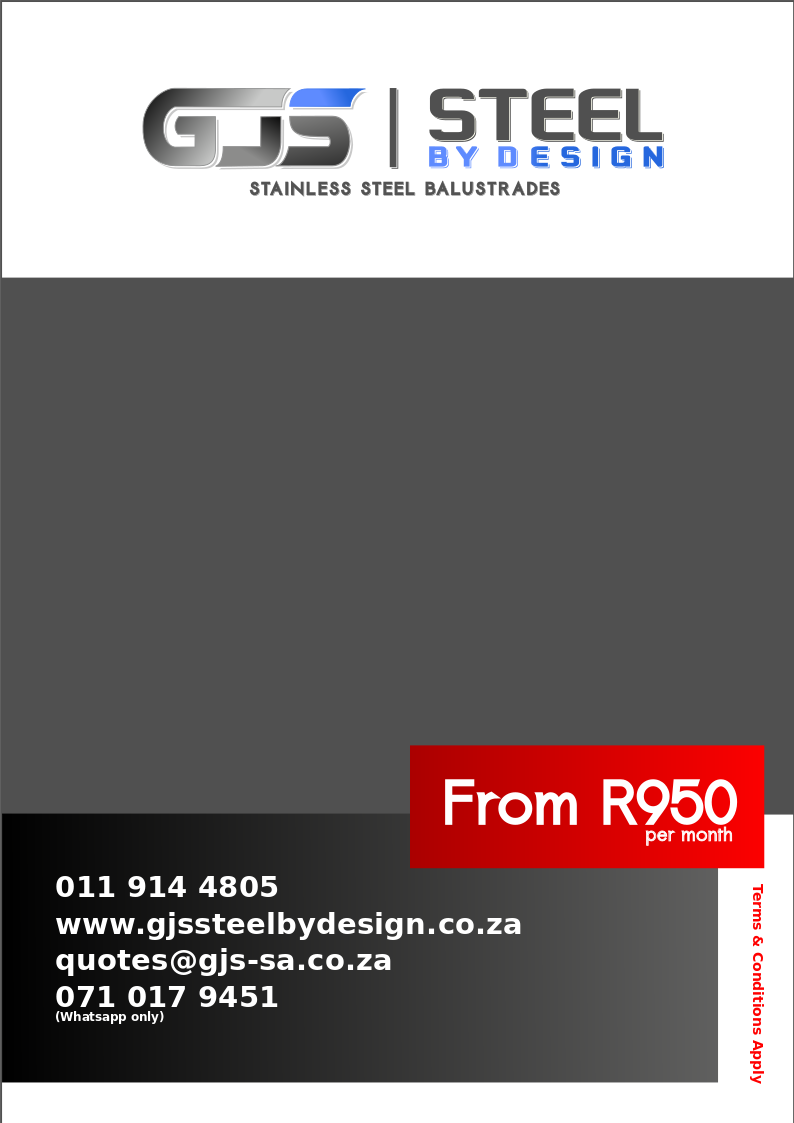 GJS | STEEL
BY DESIGN
STAINLESS STEEL BALUSTRADES
From R950
per month
011 914 4805
www.gjssteelbydesign.co.za
quotes@gjs-sa.co.za
071 017 9451
(Whatsapp only)
Terms & Conditions Apply